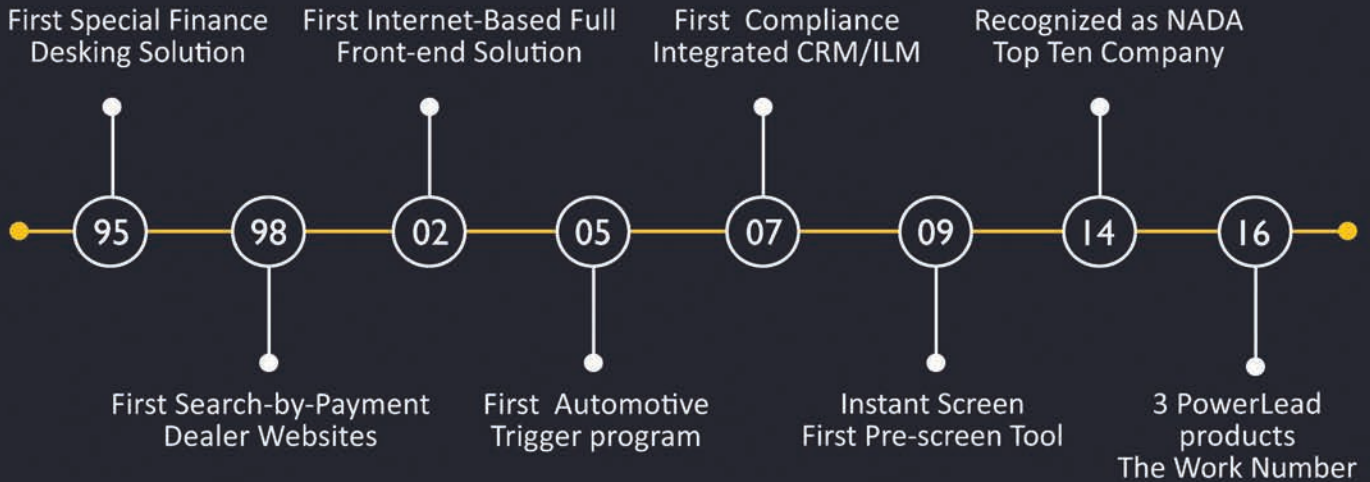 First Special Finance
Desking Solution
First Internet-Based Full
Front-end Solution
First Compliance
Integrated CRM/ILM
Recognized as NADA
Top Ten Company
95
98
02
05
07
09
14
16
First Search-by-Payment
Dealer Websites
First Automotive
Trigger program
Instant Screen
First Pre-screen Tool
3 PowerLead
products
The Work Number